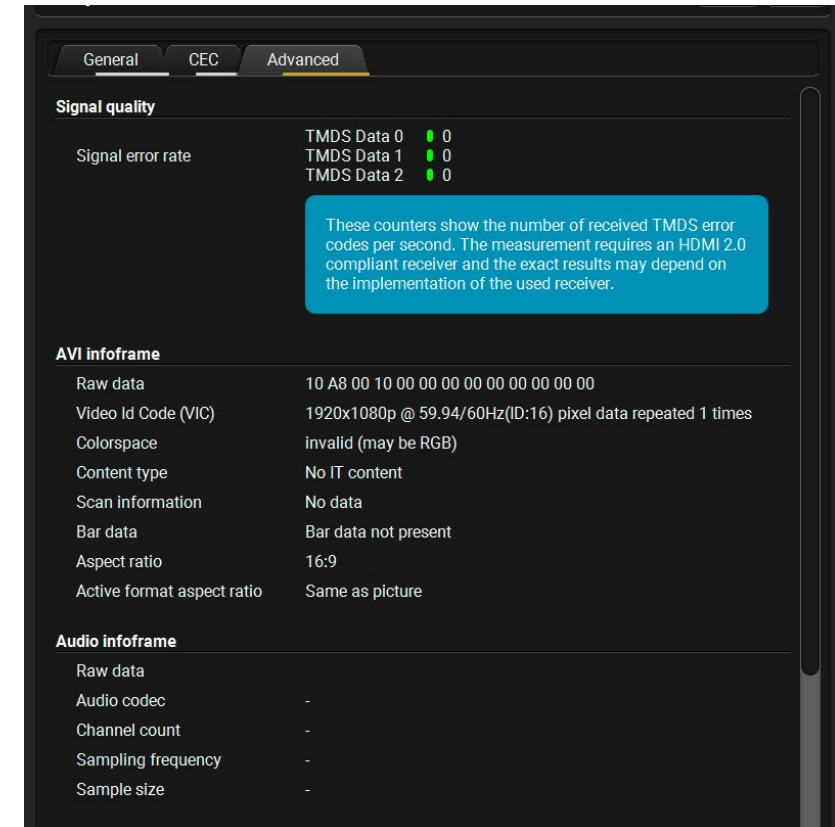 General CEC Advanced
Signal quality
Signal error rate
TMDS Data 0 0
TMDS Data 1 0
TMDS Data 2 0
These counters show the number of received TMDS error
codes per second. The measurement requires an HDMI 2.0
compliant receiver and the exact results may depend on
the implementation of the used receiver.
AVI infoframe
Raw data 10 A8 00 10 00 00 00 00 00 00 00 00 00
Video Id Code (VIC) 1920x1080p @ 59.94/60Hz(ID:16) pixel data repeated 1 times
Colorspace invalid (may be RGB)
Content type No IT content
Scan information No data
Bar data Bar data not present
Aspect ratio 16:9
Active format aspect ratio Same as picture
Audio infoframe
Raw data
Audio codec -
Channel count -
Sampling frequency -
Sample size -